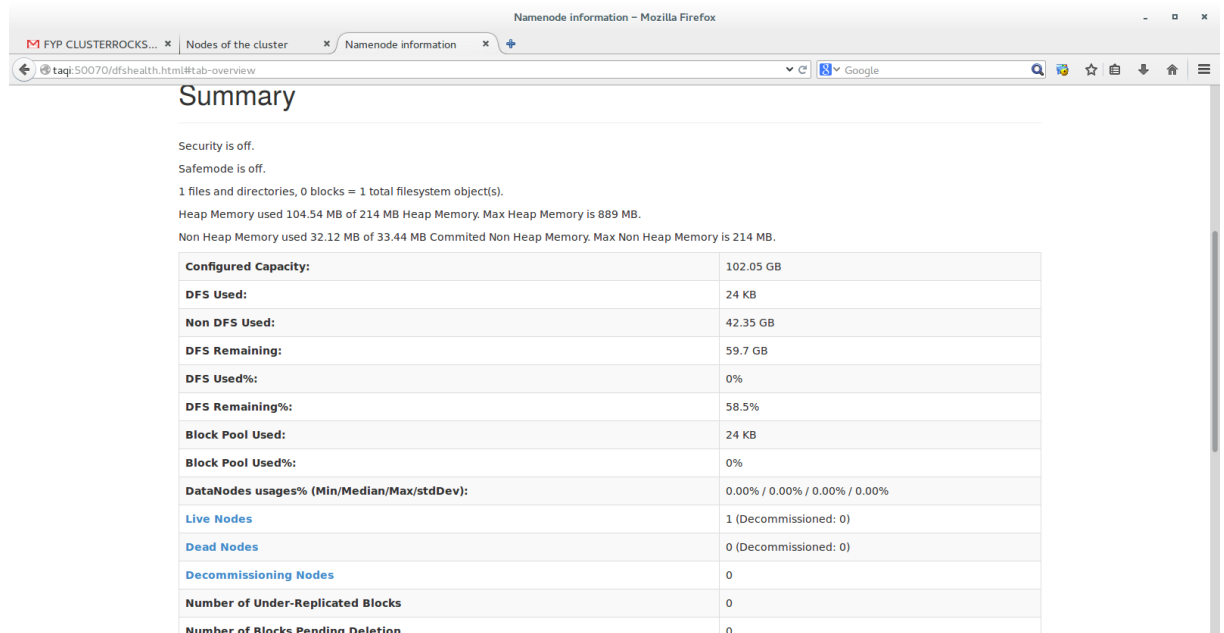 Namenode information - Mozilla Firefox
FYP CLUSTERROCKS... Nodes of the cluster Namenode information
taqi:50070/dfshealth.html#tab-overview Google
Summary
Security is off.
Safemode is off.
1 files and directories, 0 blocks = 1 total filesystem object(s).
Heap Memory used 104.54 MB of 214 MB Heap Memory. Max Heap Memory is 889 MB.
Non Heap Memory used 32.12 MB of 33.44 MB Commited Non Heap Memory. Max Non Heap Memory is 214 MB.
Configured Capacity: 102.05 GB
DFS Used: 24 KB
Non DFS Used: 42.35 GB
DFS Remaining: 59.7 GB
DFS Used%: 0%
DFS Remaining%: 58.5%
Block Pool Used: 24 KB
Block Pool Used%: 0%
DataNodes usages% (Min/Median/Max/stdDev): 0.00% / 0.00% / 0.00% / 0.00%
Live Nodes 1 (Decommissioned: 0)
Dead Nodes 0 (Decommissioned: 0)
Decommissioning Nodes 0
Number of Under-Replicated Blocks 0
Number of Blocks Pending Deletion 0